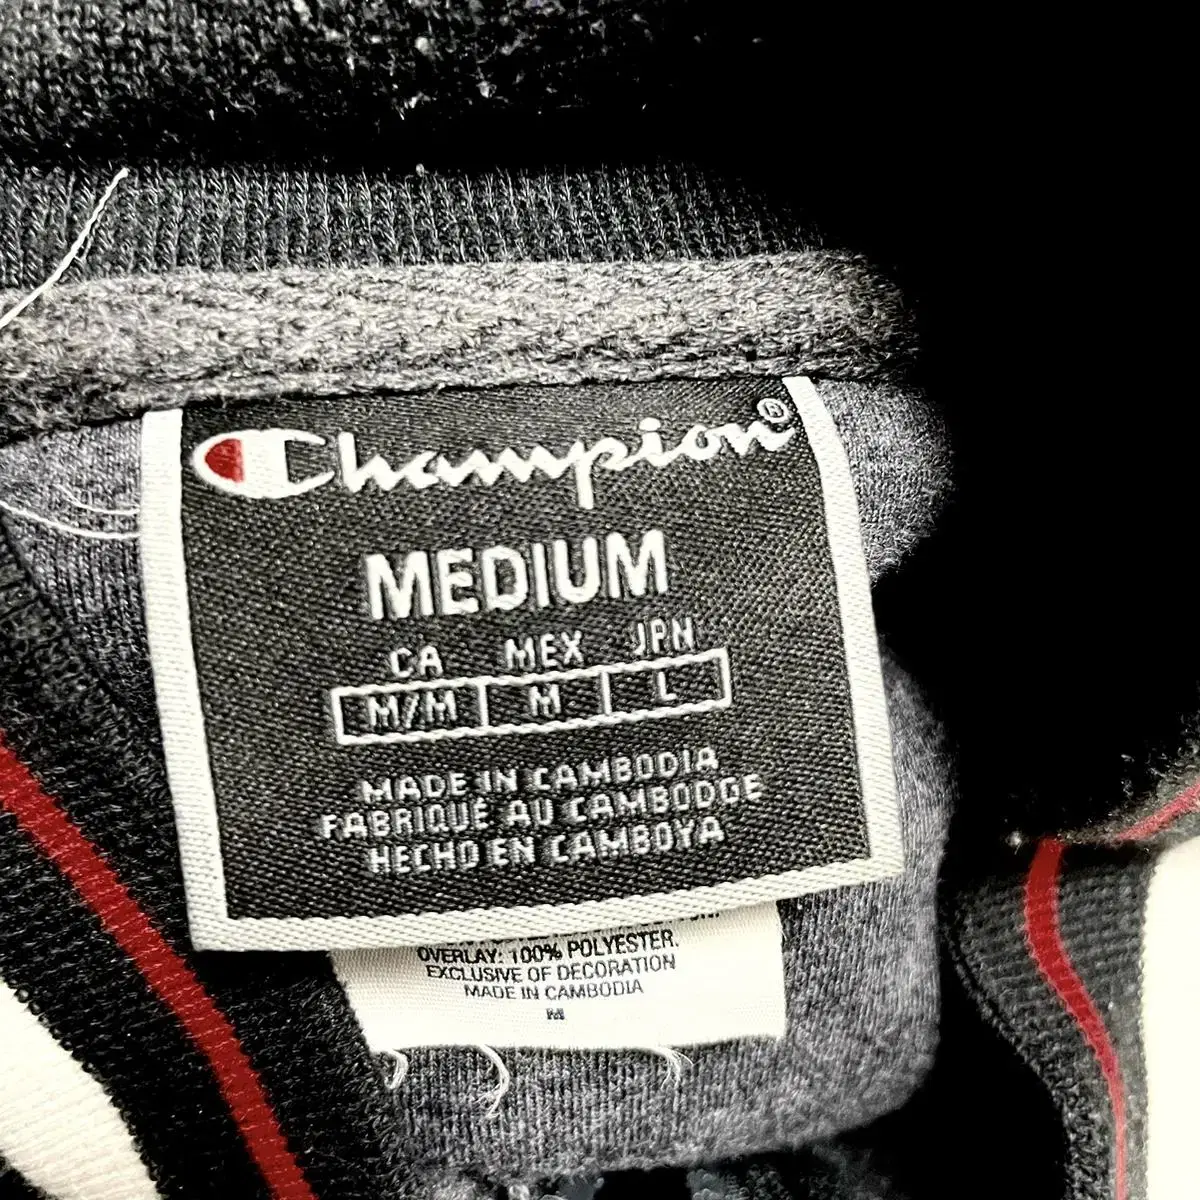 Champion®
MEDIUM
CA MEX JPN
M/M M L
MADE IN CAMBODIA
FABRIQUÉ AU CAMBODGE
HECHO EN CAMBOYA
OVERLAY: 100% POLYESTER.
EXCLUSIVE OF DECORATION
MADE IN CAMBODIA
M